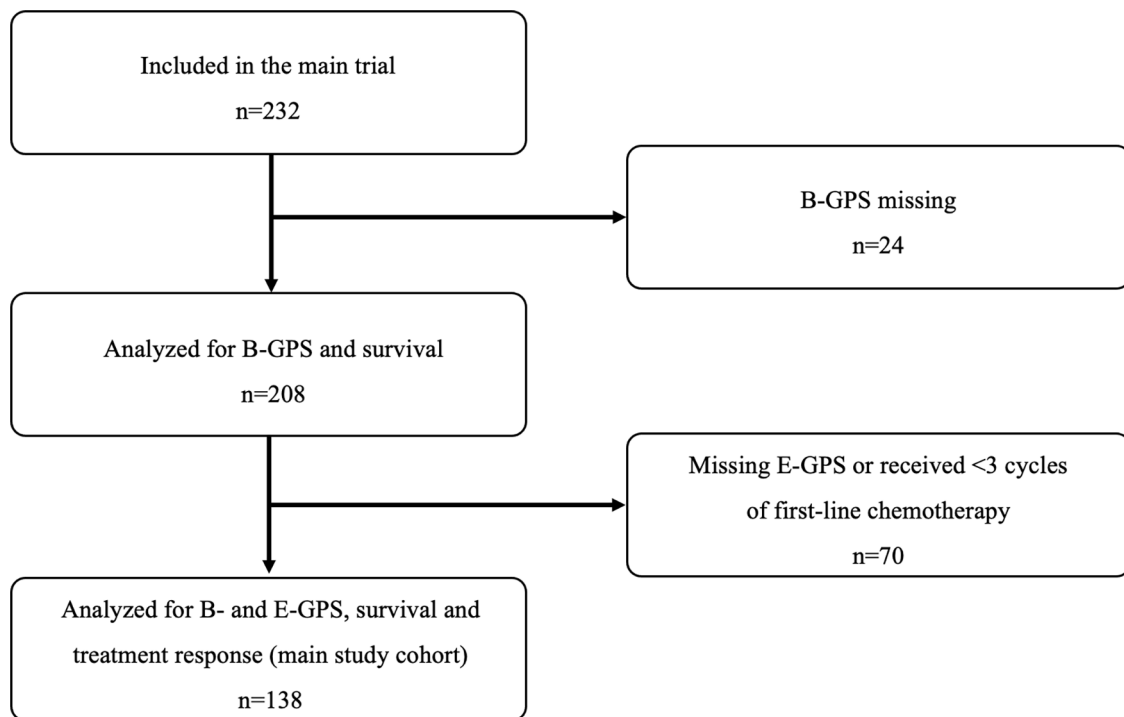 Included in the main trial
n=232
B-GPS missing
n=24
Analyzed for B-GPS and survival
n=208
Missing E-GPS or received <3 cycles
of first-line chemotherapy
n=70
Analyzed for B- and E-GPS, survival and
treatment response (main study cohort)
n=138